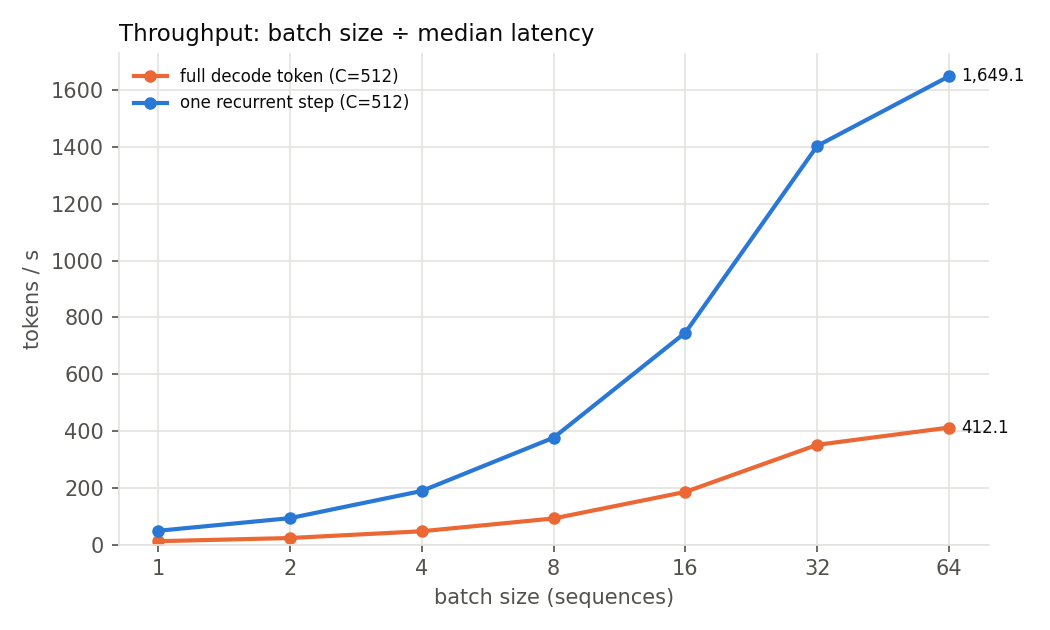 Throughput: batch size ÷ median latency
full decode token (C=512)
one recurrent step (C=512)
1,649.1
412.1
1600
1400
1200
1000
800
600
400
200
0
tokens / s
1 2 4 8 16 32 64
batch size (sequences)